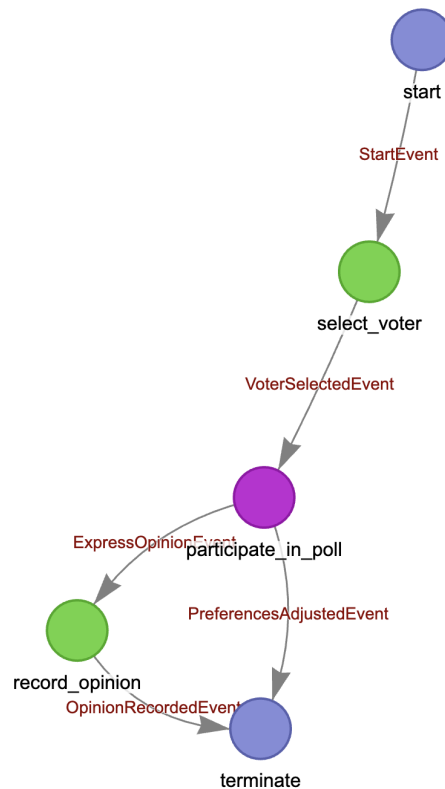 start
StartEvent
select_voter
VoterSelectedEvent
ExpressOpinionEvent
participate_in_poll
PreferencesAdjustedEvent
record_opinion
OpinionRecordedEvent
terminate